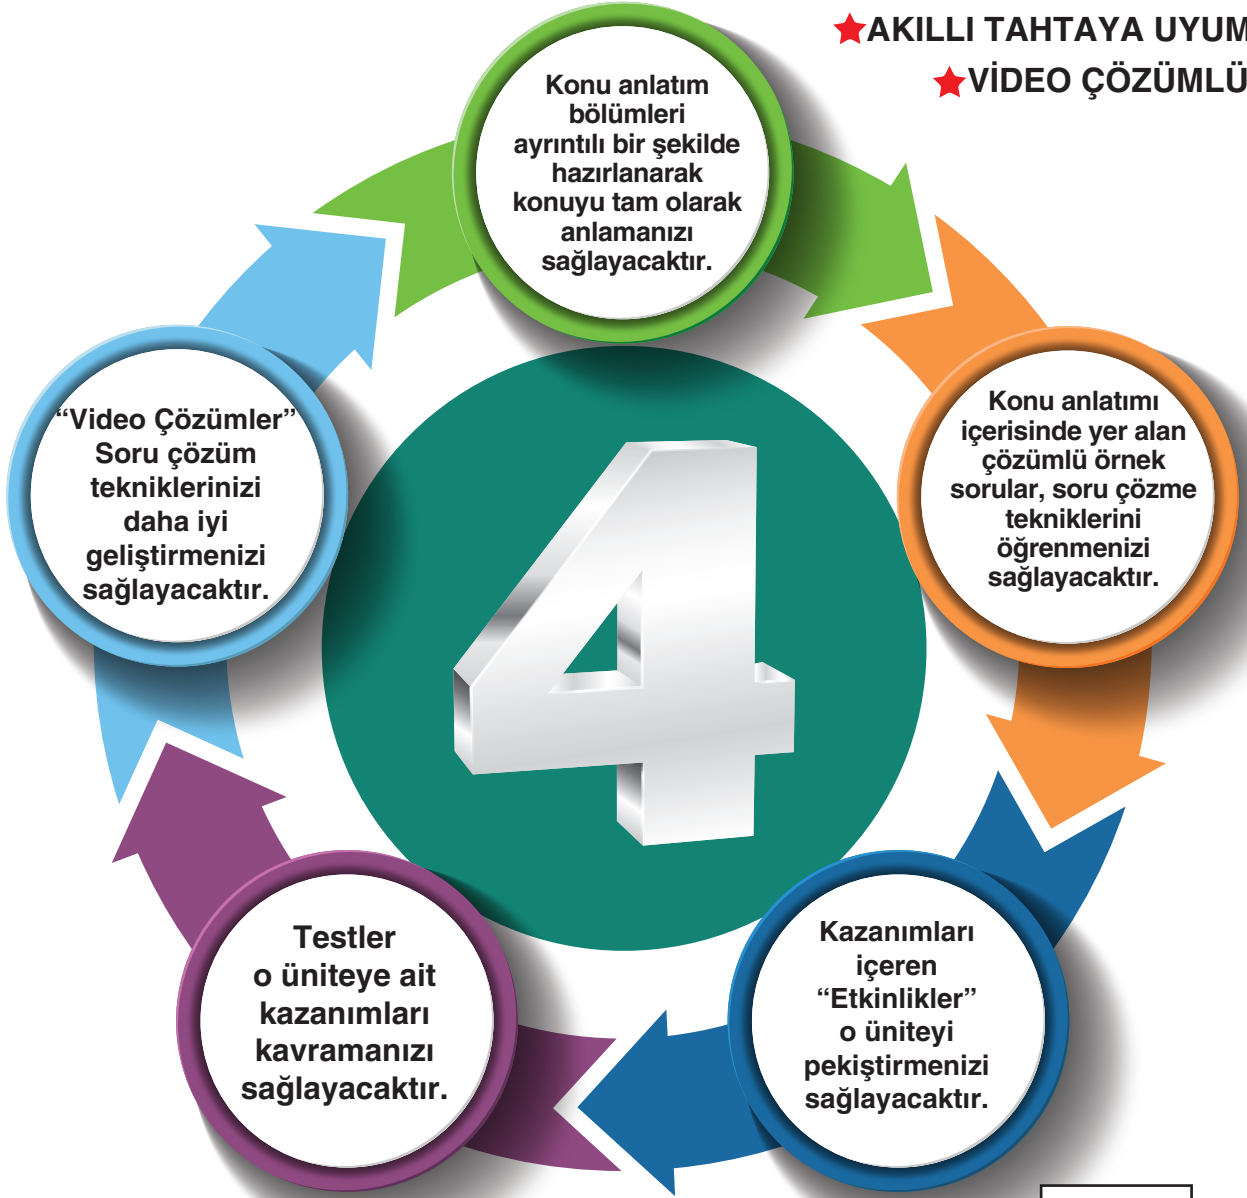 ★AKILLI TAHTAYA UYUM
★VİDEO ÇÖZÜMLÜ
Konu anlatım
bölümleri
ayrıntılı bir şekilde
hazırlanarak
konuyu tam olarak
anlamanızı
sağlayacaktır.
Konu anlatımı
içerisinde yer alan
çözümlü örnek
sorular, soru çözme
tekniklerini
öğrenmenizi
sağlayacaktır.
Kazanımları
içeren
“Etkinlikler”
o üniteyi
pekiştirmenizi
sağlayacaktır.
Testler
o üniteye ait
kazanımları
kavramanızı
sağlayacaktır.
“Video Çözümler”
Soru çözüm
tekniklerinizi
daha iyi
geliştirmenizi
sağlayacaktır.
4